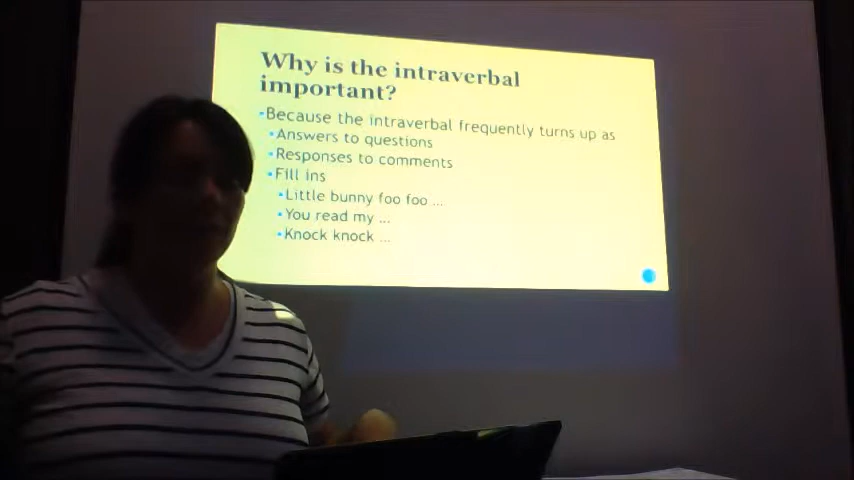 Why is the intraverbal
important?
▪Because the intraverbal frequently turns up as
▪Answers to questions
▪Responses to comments
▪Fill ins
▪Little bunny foo foo ...
▪You read my ...
▪Knock knock ...